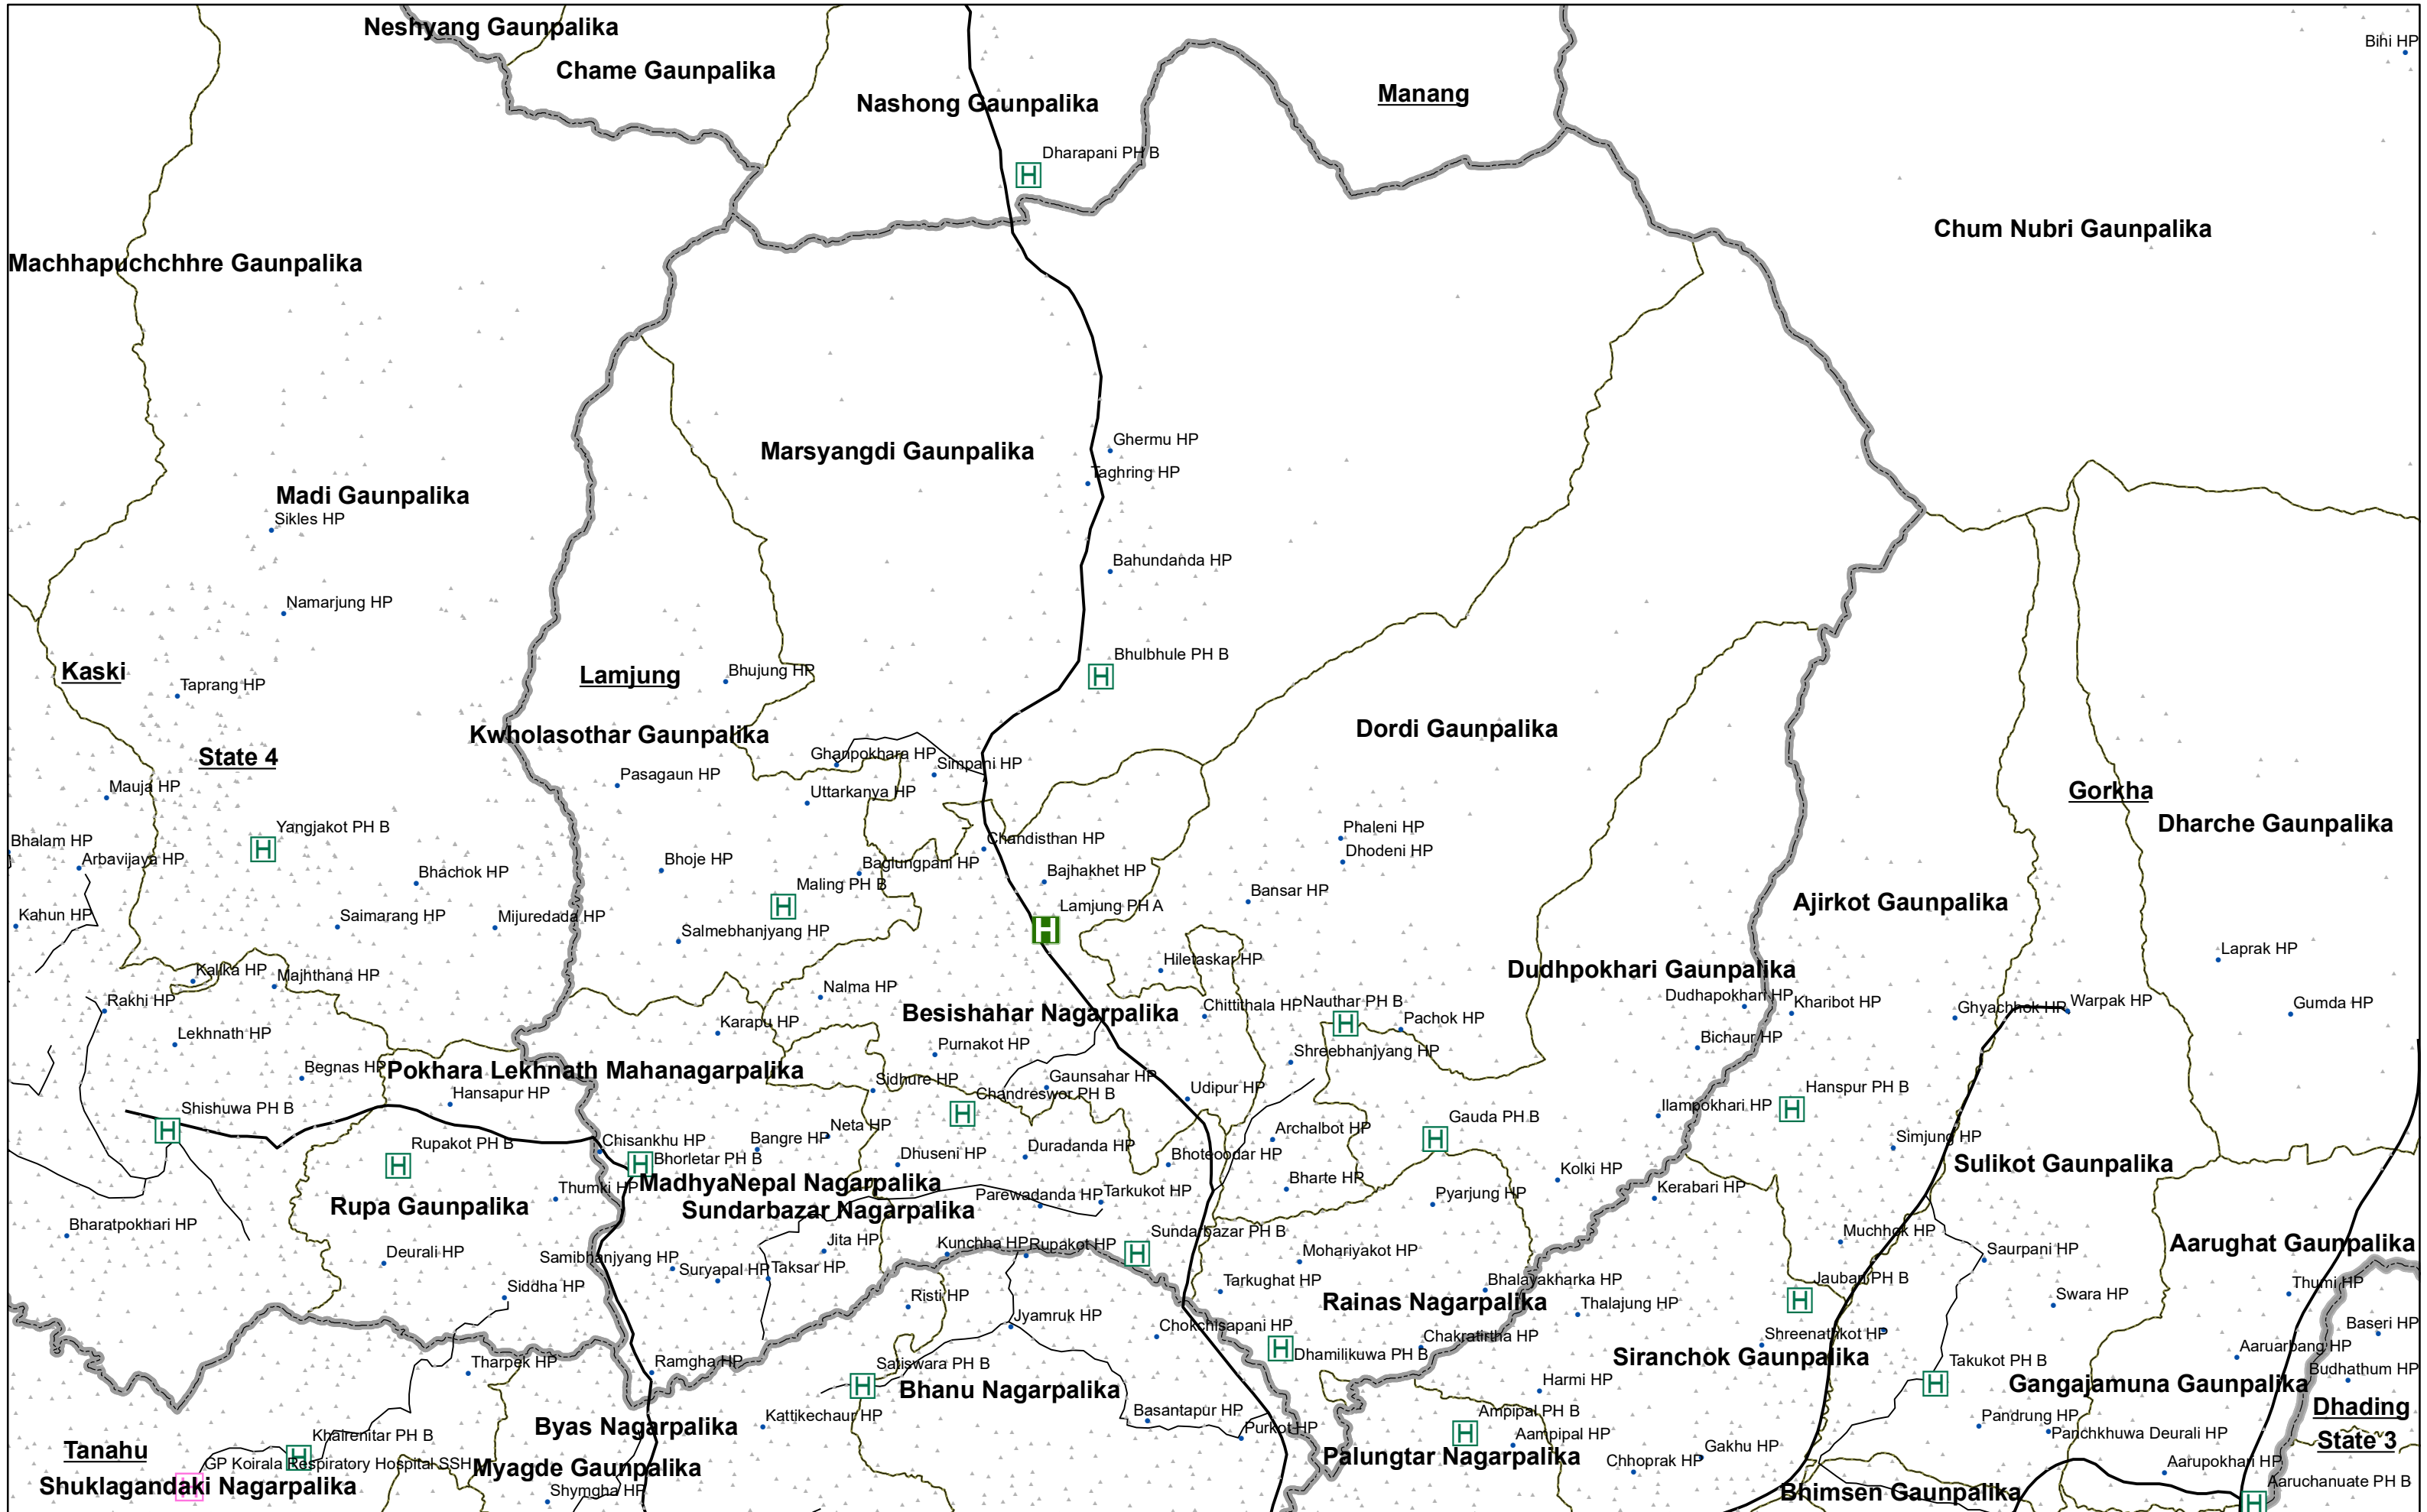 Neshyang Gaunpalika
Bihi HP
Chame Gaunpalika
Manang
Nashong Gaunpalika
Dharapani PH B
Chum Nubri Gaunpalika
Machhapuchchhre Gaunpalika
Ghermu HP
Marsyangdi Gaunpalika
Taghring HP
Madi Gaunpalika
Sikles HP
Bahundanda HP
Namarjung HP
Bhulbhule PH B
Kaski
Lamjung
Bhujung HP
Taprang HP
Dordi Gaunpalika
Kwholasothar Gaunpalika
State 4
Ghanpokhara HP
Simpani HP
Pasagaun HP
Mauja HP
Uttarkanya HP
Gorkha
Yangjakot PH B
Phaleni HP
Dharche Gaunpalika
Bhalam HP
Chandisthan HP
Dhodeni HP
Arbavijaya HP
Bhoje HP
Baglungpani HP
Bhachok HP
Bajhakhet HP
Maling PH B
Bansar HP
Ajirkot Gaunpalika
Lamjung PH A
Kahun HP
Saimarang HP
Mijuredada HP
Salmebhanjyang HP
Laprak HP
Hiletaskar HP
Dudhpokhari Gaunpalika
Kalika HP
Majhthana HP
Nalma HP
Dudhapokhari HP
Rakhi HP
Chittithala HP
Nauthar PH B
Kharibot HP
Ghyachhok HP
Warpak HP
Gumda HP
Besishahar Nagarpalika
Karapu HP
Pachok HP
Lekhnath HP
Bichaur HP
Purnakot HP
Shreebhanjyang HP
Begnas HP
Pokhara Lekhnath Mahanagarpalika
Gaunsahar HP
Sidhure HP
Hansapur HP
Chandreswor PH B
Udipur HP
Hanspur PH B
Shishuwa PH B
Ilampokhari HP
Gauda PH B
Neta HP
Archalbot HP
Bangre HP
Chisankhu HP
Rupakot PH B
Duradanda HP
Simjung HP
Dhuseni HP
Bhoteoodar HP
Bhorletar PH B
Sulikot Gaunpalika
Kolki HP
Bharte HP
MadhyaNepal Nagarpalika
Thumki HP
Kerabari HP
Parewadanda HP
Tarkukot HP
Pyarjung HP
Rupa Gaunpalika
Sundarbazar Nagarpalika
Bharatpokhari HP
Sundarbazar PH B
Muchhok HP
Jita HP
Kunchha HP
Rupakot HP
Aarughat Gaunpalika
Deurali HP
Mohariyakot HP
Saurpani HP
Samibhanjyang HP
Suryapal HP
Taksar HP
Jauban PH B
Tarkughat HP
Bhalayakharka HP
Siddha HP
Thumi HP
Risti HP
Rainas Nagarpalika
Thalajung HP
Swara HP
Jyamruk HP
Chokchisapani HP
Baseri HP
Chakratirtha HP
Shreenathkot HP
Aaruarbang HP
Dhamilikuwa PH B
Siranchok Gaunpalika
Takukot PH B
Ramgha HP
Tharpek HP
Satiswara PH B
Budhathum HP
Harmi HP
Gangajamuna Gaunpalika
Bhanu Nagarpalika
Dhading
Basantapur HP
Ampipal PH B
Kattikechaur HP
Pandrung HP
Byas Nagarpalika
Purkot HP
Panchkhuwa Deurali HP
Aampipal HP
State 3
Khairenitar PH B
Gakhu HP
Tanahu
Palungtar Nagarpalika
Chhoprak HP
Aarupokhari HP
GP Koirala Respiratory Hospital SSH
Myagde Gaunpalika
Shuklagandaki Nagarpalika
Aaruchanuate PH B
Shymgha HP
Bhimsen Gaunpalika